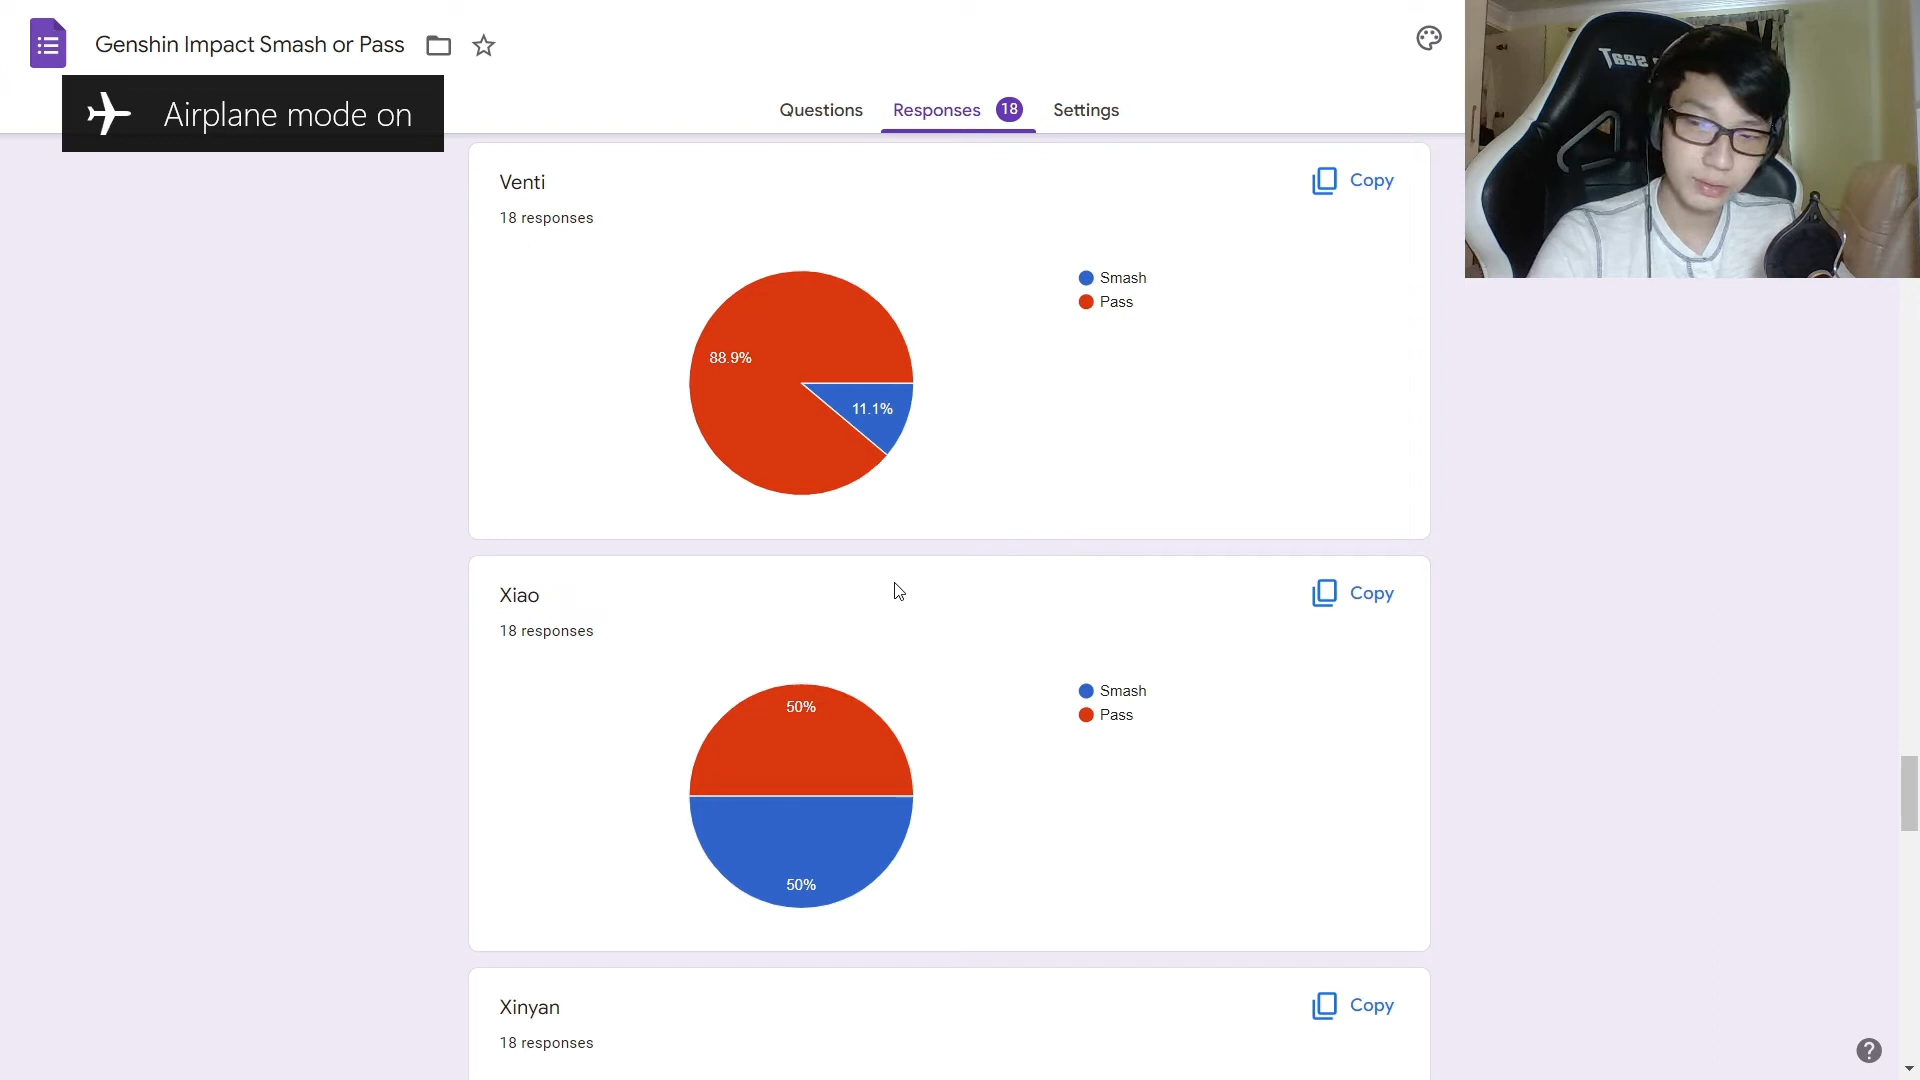 Genshin Impact Smash or Pass
Airplane mode on
Questions
Responses 18
Settings
Venti
18 responses
Copy
Smash
Pass
88.9%
11.1%
Xiao
18 responses
Copy
Smash
Pass
50%
50%
Xinyan
18 responses
Copy